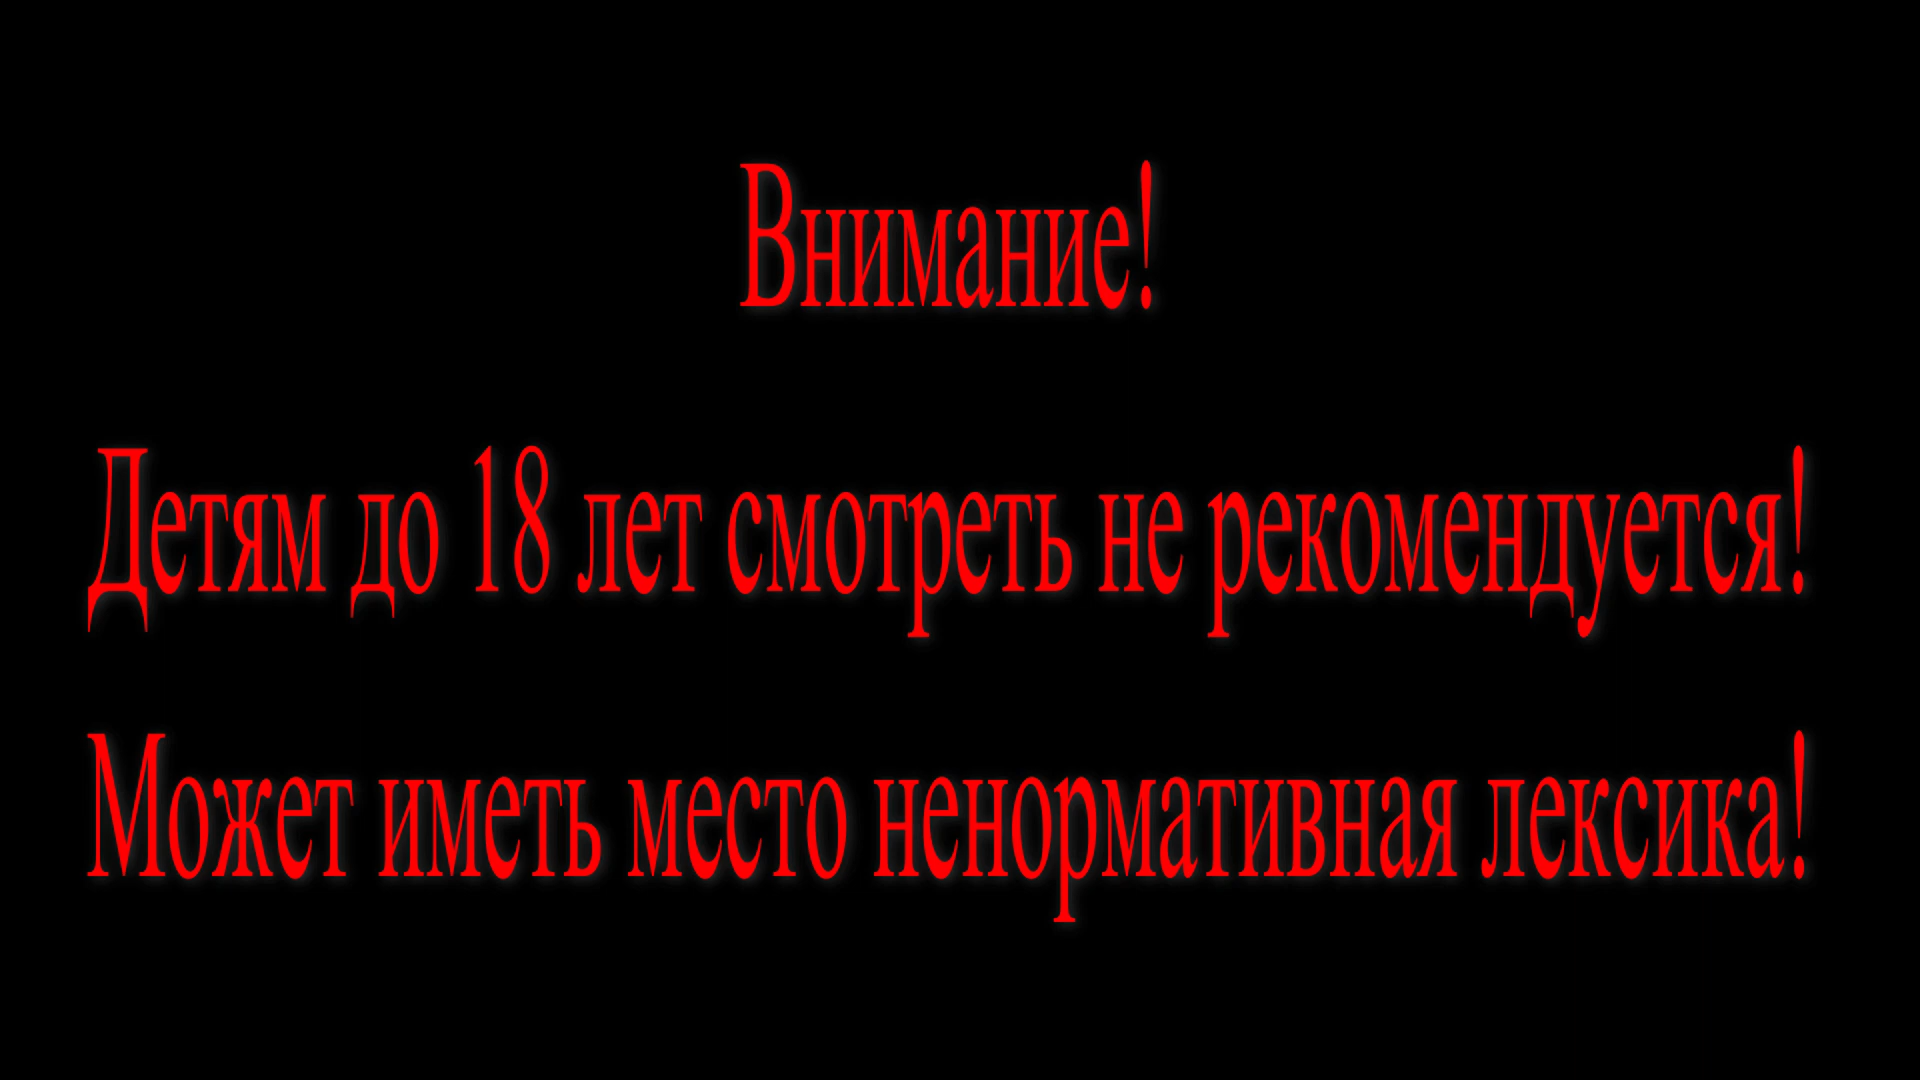 Внимание!
Детям до 18 лет смотреть не рекомендуется!
Может иметь место ненормативная лексика!